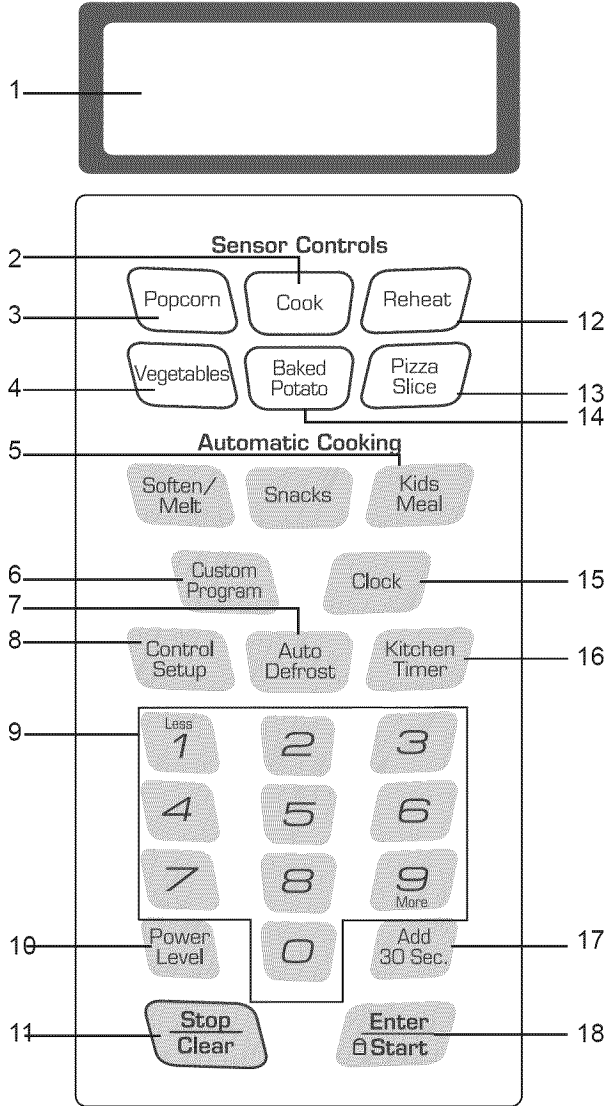 1
Sensor Controls
2
Popcorn
Cook
Reheat
3
12
Vegetables
Baked
Potato
Pizza
Slice
4
13
14
Automatic Cooking
5
Soften/
Melt
Snacks
Kids
Meal
6
Custom
Program
Clock
15
7
8
Control
Setup
Auto
Defrost
Kitchen
Timer
16
9
Less
1
2
3
4
5
6
7
8
9
More
10
Power
Level
0
Add
30 Sec.
17
11
Stop
Clear
Enter
Start
18